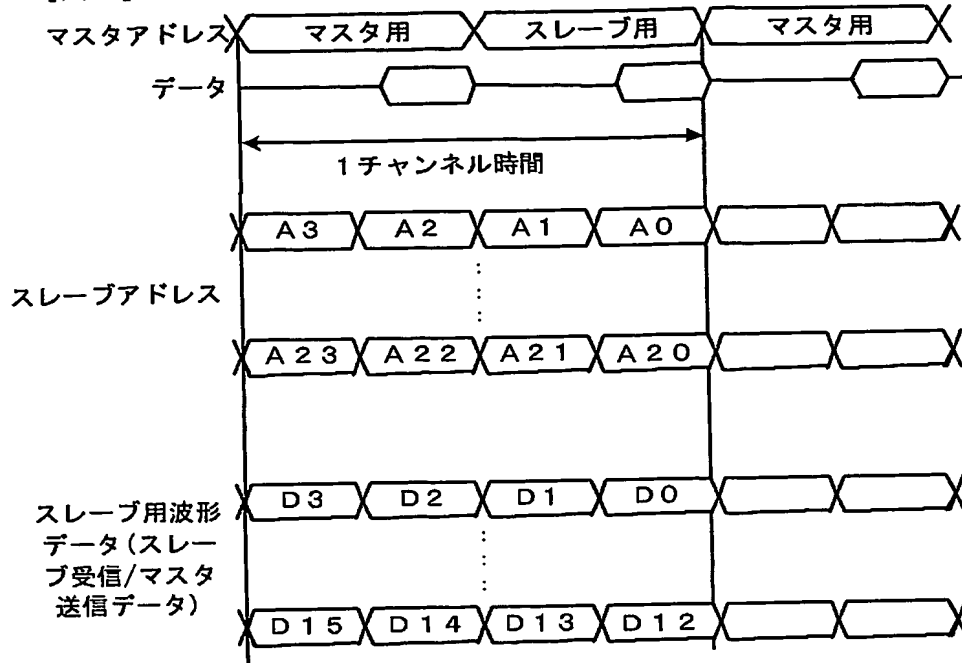 マスタアドレス マスタ用 スレーブ用 マスタ用
データ
1チャンネル時間
A3 A2 A1 A0
スレーブアドレス
A23 A22 A21 A20
D3 D2 D1 D0
スレーブ用波形
データ(スレー
ブ受信/マスタ
送信データ)
D15 D14 D13 D12